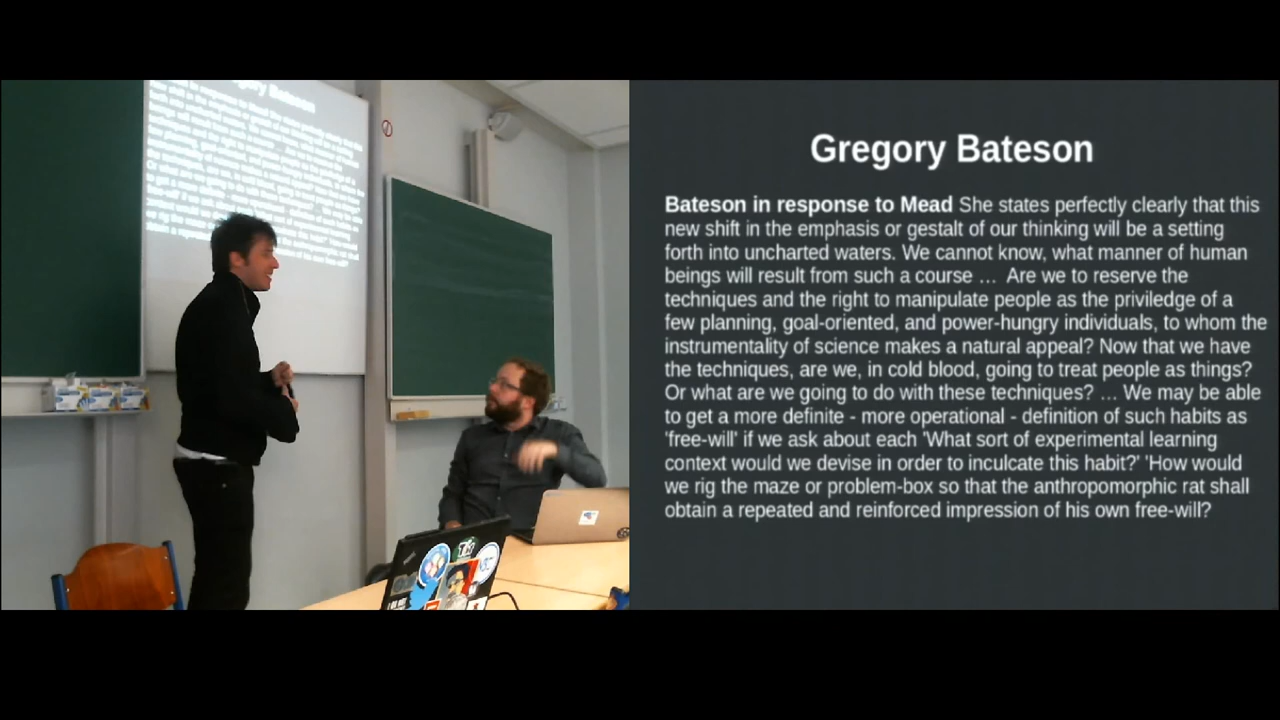 Gregory Bateson
Bateson in response to Mead She states perfectly clearly that this
new shift in the emphasis or gestalt of our thinking will be a setting
forth into uncharted waters. We cannot know, what manner of human
beings will result from such a course … Are we to reserve the
techniques and the right to manipulate people as the priviledge of a
few planning, goal-oriented, and power-hungry individuals, to whom the
instrumentality of science makes a natural appeal? Now that we have
the techniques, are we, in cold blood, going to treat people as things?
Or what are we going to do with these techniques? … We may be able
to get a more definite - more operational - definition of such habits as
'free-will' if we ask about each 'What sort of experimental learning
context would we devise in order to inculcate this habit?' 'How would
we rig the maze or problem-box so that the anthropomorphic rat shall
obtain a repeated and reinforced impression of his own free-will?